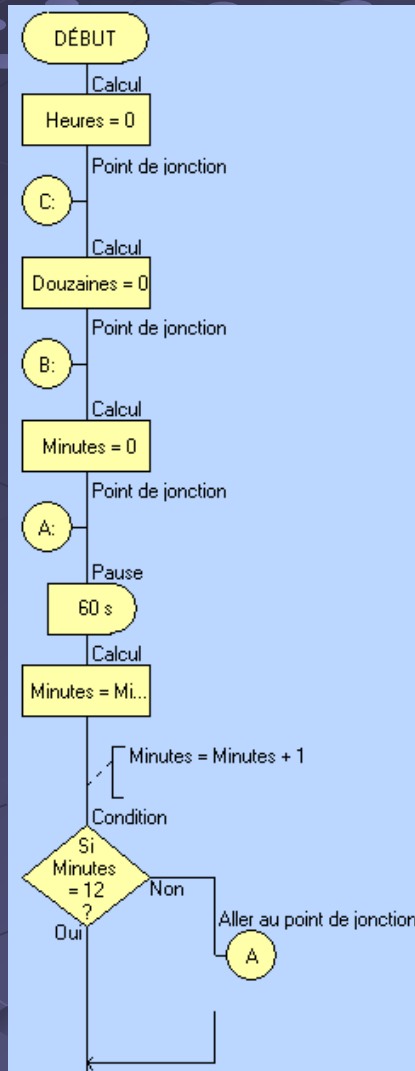 DÉBUT
Calcul
Heures = 0
Point de jonction
C:
Calcul
Douzaines = 0
Point de jonction
B:
Calcul
Minutes = 0
Point de jonction
A:
Pause
60 s
Calcul
Minutes = Mi...
Minutes = Minutes + 1
Condition
Si
Minutes
= 12
?
Non
Oui
Aller au point de jonction
A